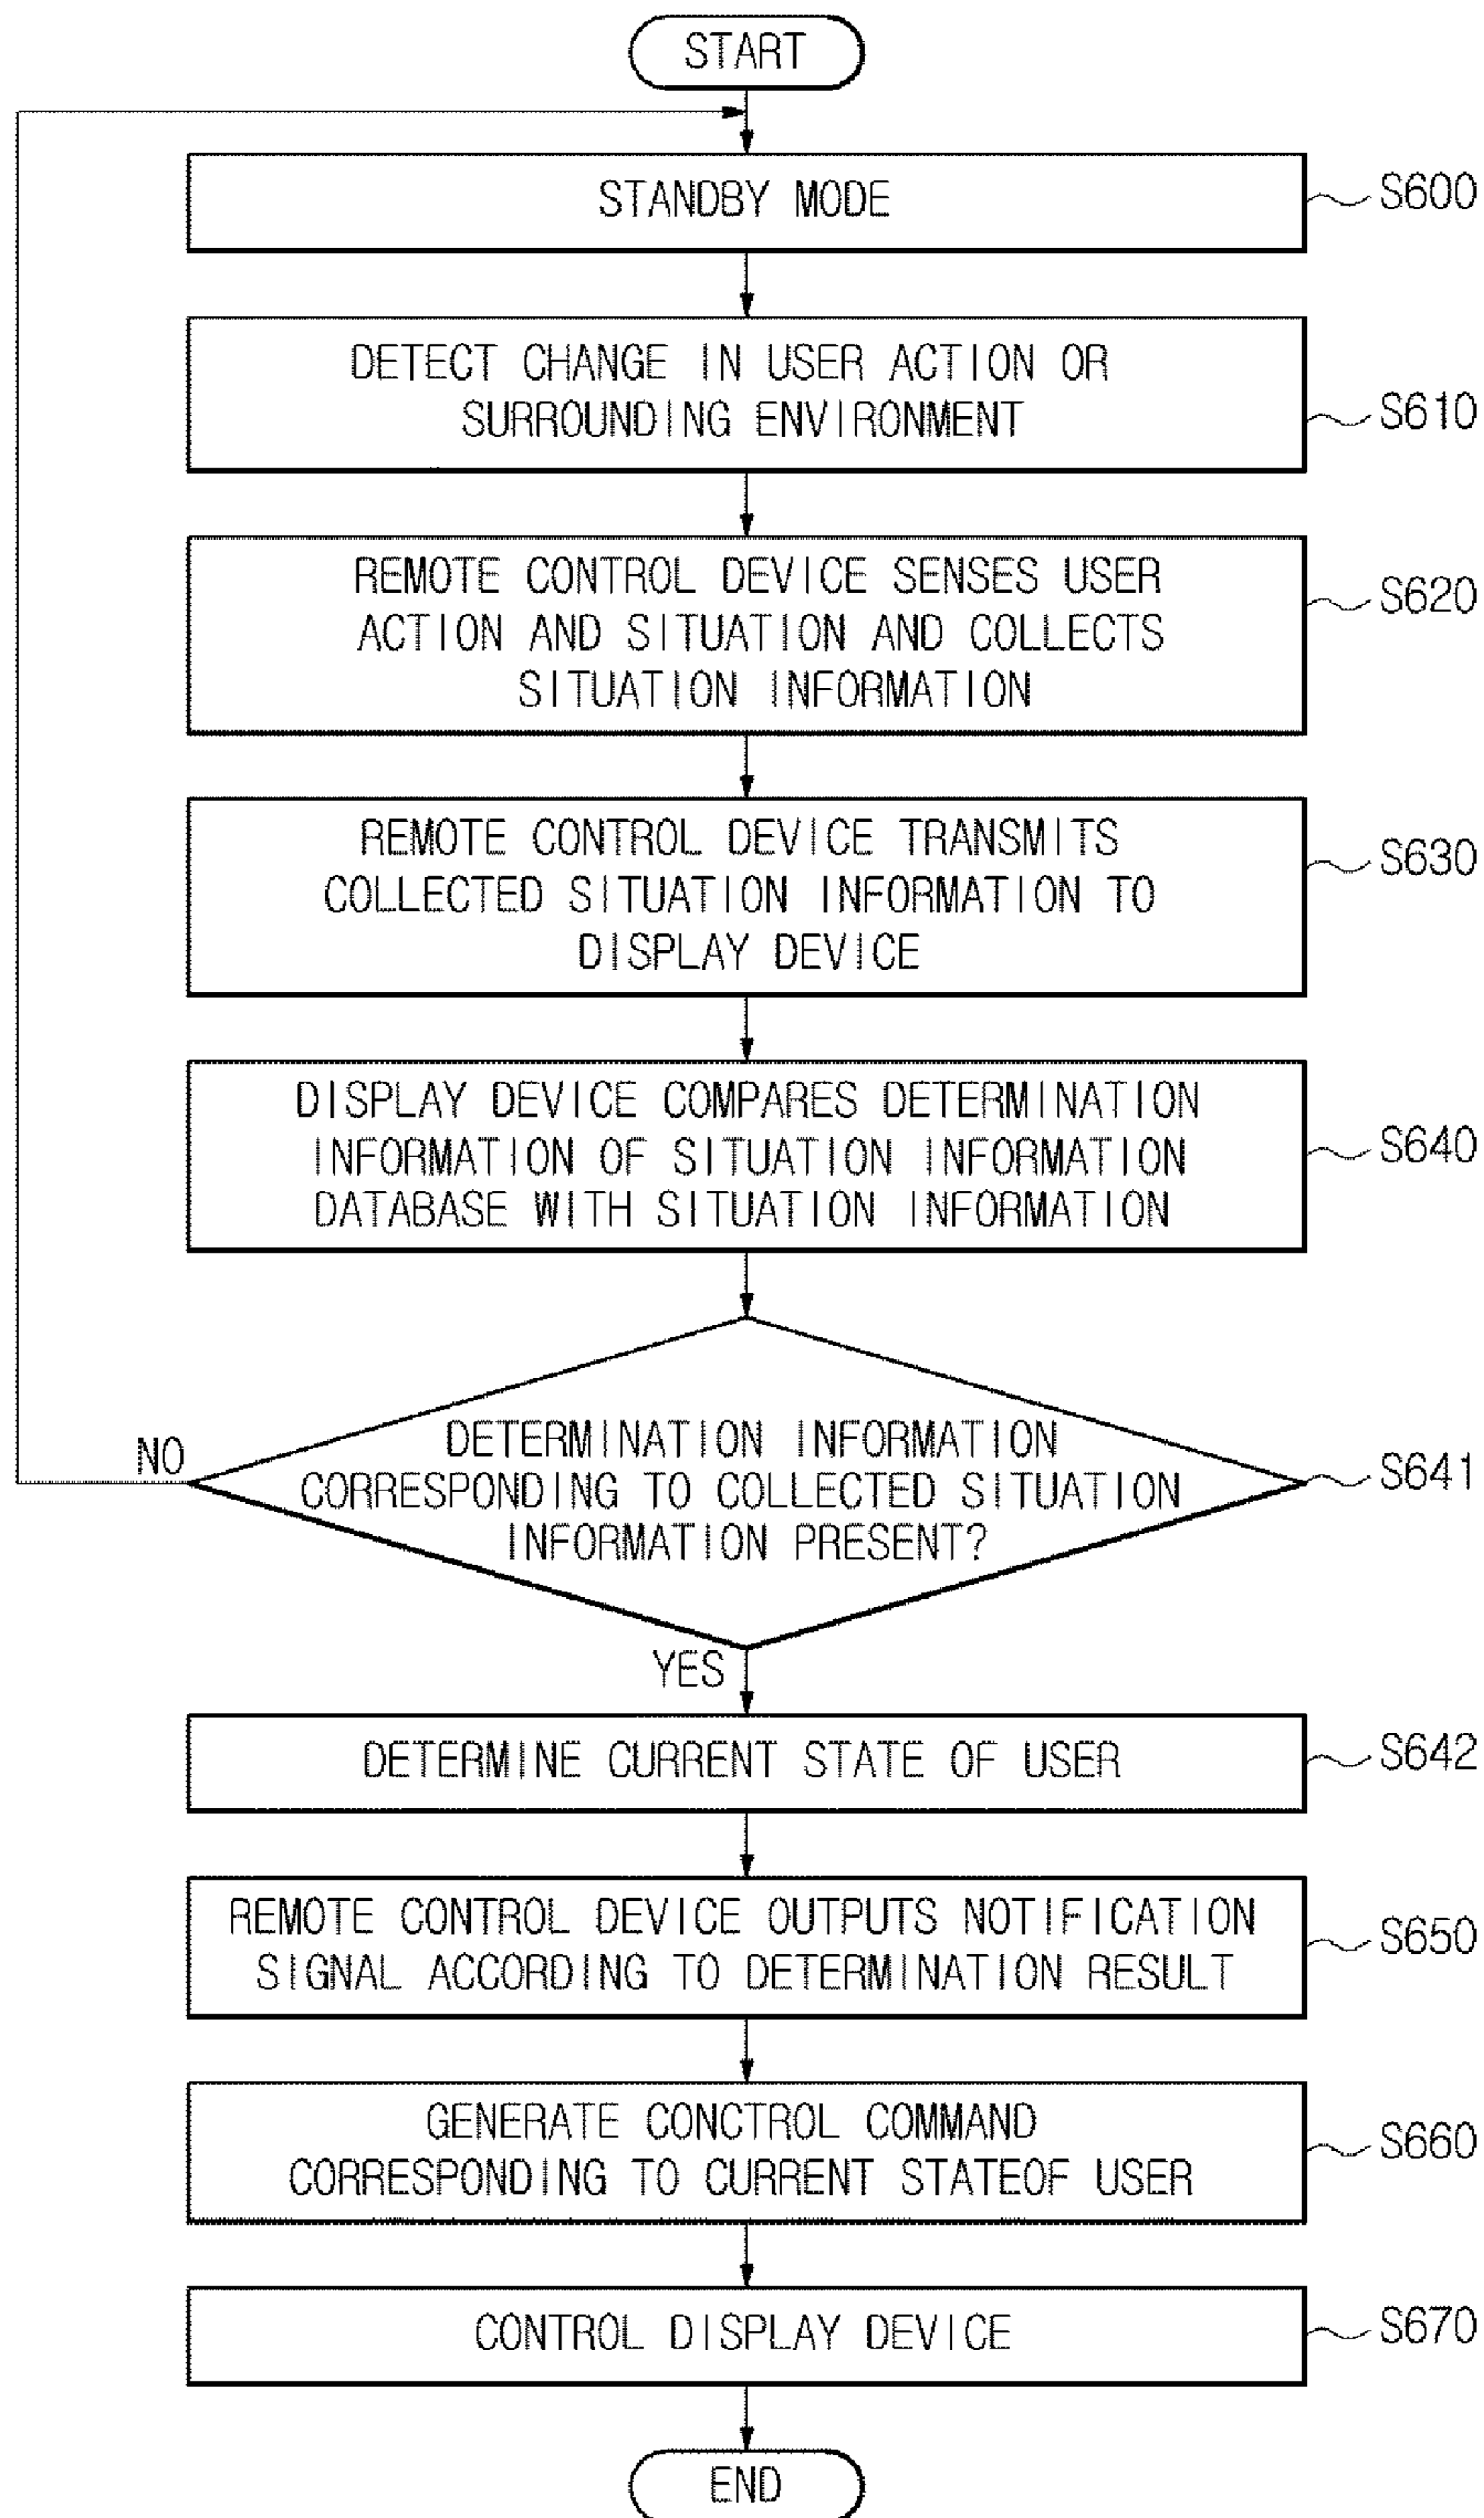 START
STANDBY MODE
S600
DETECT CHANGE IN USER ACTION OR
SURROUNDING ENVIRONMENT
S610
REMOTE CONTROL DEVICE SENSES USER
ACTION AND SITUATION AND COLLECTS
SITUATION INFORMATION
S620
REMOTE CONTROL DEVICE TRANSMITS
COLLECTED SITUATION INFORMATION TO
DISPLAY DEVICE
S630
DISPLAY DEVICE COMPARES DETERMINATION
INFORMATION OF SITUATION INFORMATION
DATABASE WITH SITUATION INFORMATION
S640
NO
DETERMINATION INFORMATION
CORRESPONDING TO COLLECTED SITUATION
INFORMATION PRESENT?
S641
YES
DETERMINE CURRENT STATE OF USER
S642
REMOTE CONTROL DEVICE OUTPUTS NOTIFICATION
SIGNAL ACCORDING TO DETERMINATION RESULT
S650
GENERATE CONCTROL COMMAND
CORRESPONDING TO CURRENT STATEOF USER
S660
CONTROL DISPLAY DEVICE
S670
END